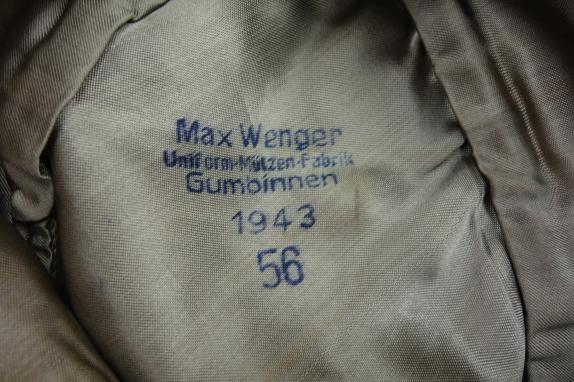 Max Wenger
Uniform-Mützen-Fabrik
Gumbinnen
1943
56